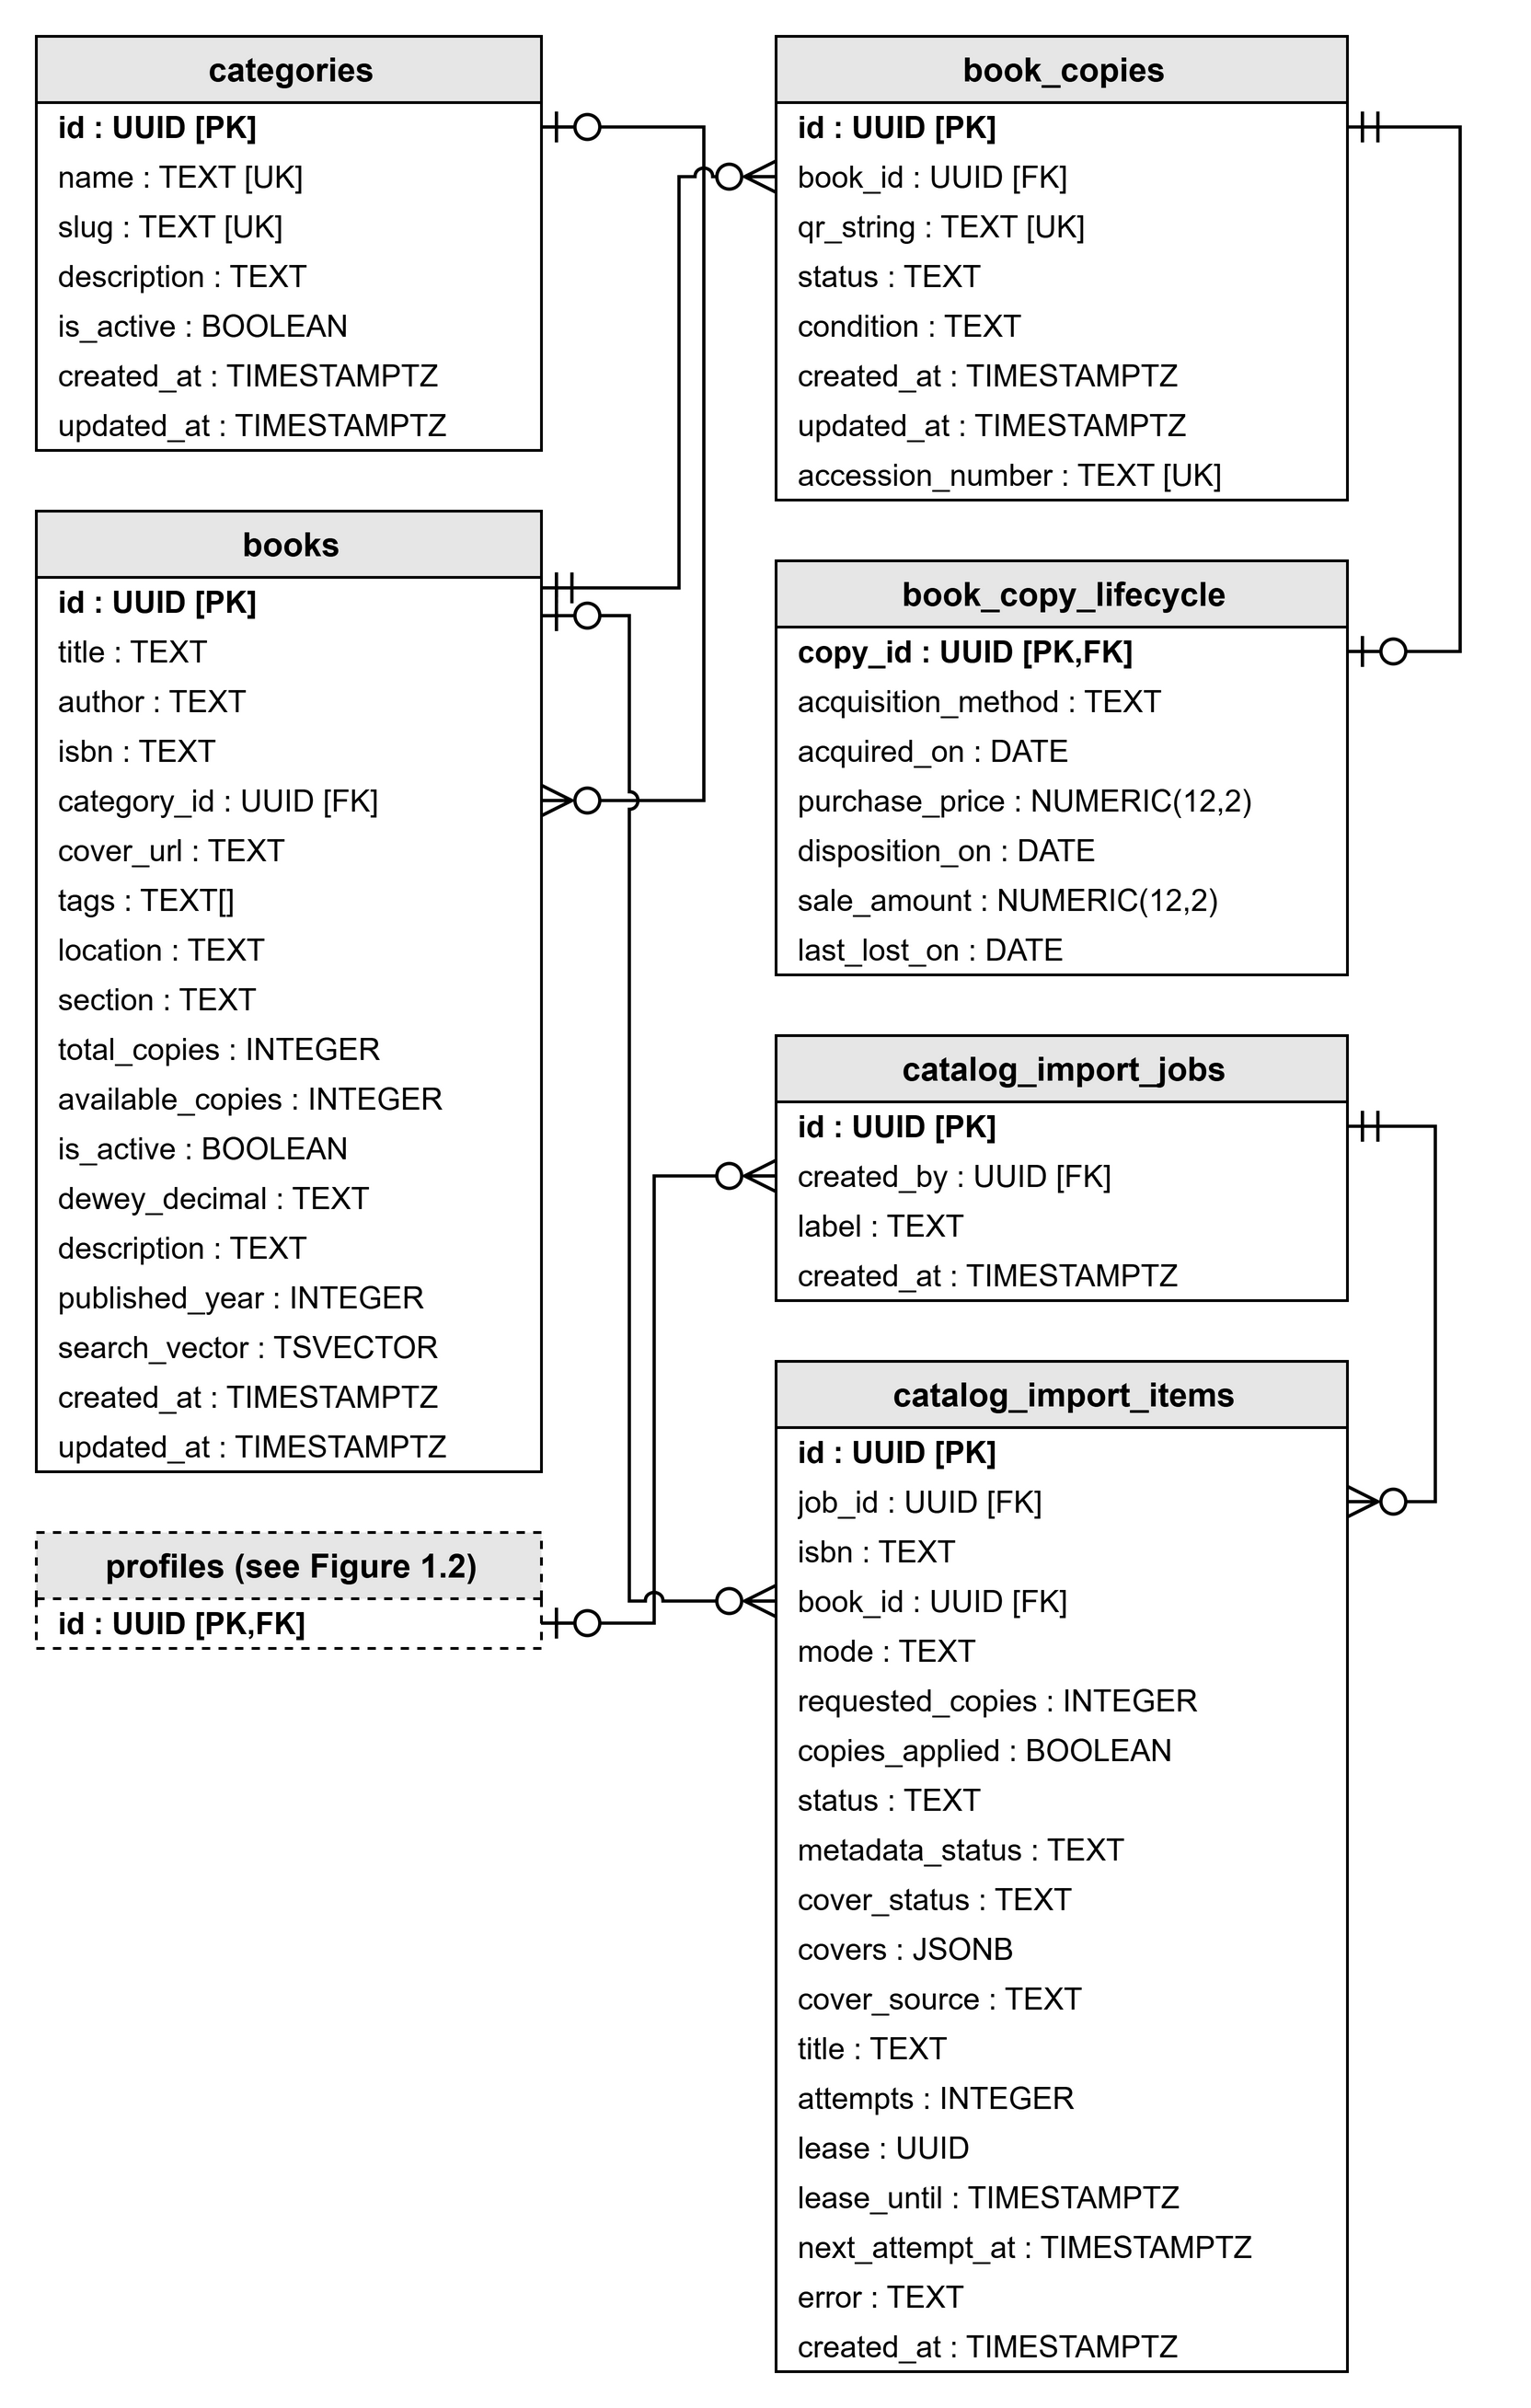 categories
id : UUID [PK]
name : TEXT [UK]
slug : TEXT [UK]
description : TEXT
is_active : BOOLEAN
created_at : TIMESTAMPTZ
updated_at : TIMESTAMPTZ
books
id : UUID [PK]
title : TEXT
author : TEXT
isbn : TEXT
category_id : UUID [FK]
cover_url : TEXT
tags : TEXT[]
location : TEXT
section : TEXT
total_copies : INTEGER
available_copies : INTEGER
is_active : BOOLEAN
dewey_decimal : TEXT
description : TEXT
published_year : INTEGER
search_vector : TSVECTOR
created_at : TIMESTAMPTZ
updated_at : TIMESTAMPTZ
profiles (see Figure 1.2)
id : UUID [PK,FK]
book_copies
id : UUID [PK]
book_id : UUID [FK]
qr_string : TEXT [UK]
status : TEXT
condition : TEXT
created_at : TIMESTAMPTZ
updated_at : TIMESTAMPTZ
accession_number : TEXT [UK]
book_copy_lifecycle
copy_id : UUID [PK,FK]
acquisition_method : TEXT
acquired_on : DATE
purchase_price : NUMERIC(12,2)
disposition_on : DATE
sale_amount : NUMERIC(12,2)
last_lost_on : DATE
catalog_import_jobs
id : UUID [PK]
created_by : UUID [FK]
label : TEXT
created_at : TIMESTAMPTZ
catalog_import_items
id : UUID [PK]
job_id : UUID [FK]
isbn : TEXT
book_id : UUID [FK]
mode : TEXT
requested_copies : INTEGER
copies_applied : BOOLEAN
status : TEXT
metadata_status : TEXT
cover_status : TEXT
covers : JSONB
cover_source : TEXT
title : TEXT
attempts : INTEGER
lease : UUID
lease_until : TIMESTAMPTZ
next_attempt_at : TIMESTAMPTZ
error : TEXT
created_at : TIMESTAMPTZ